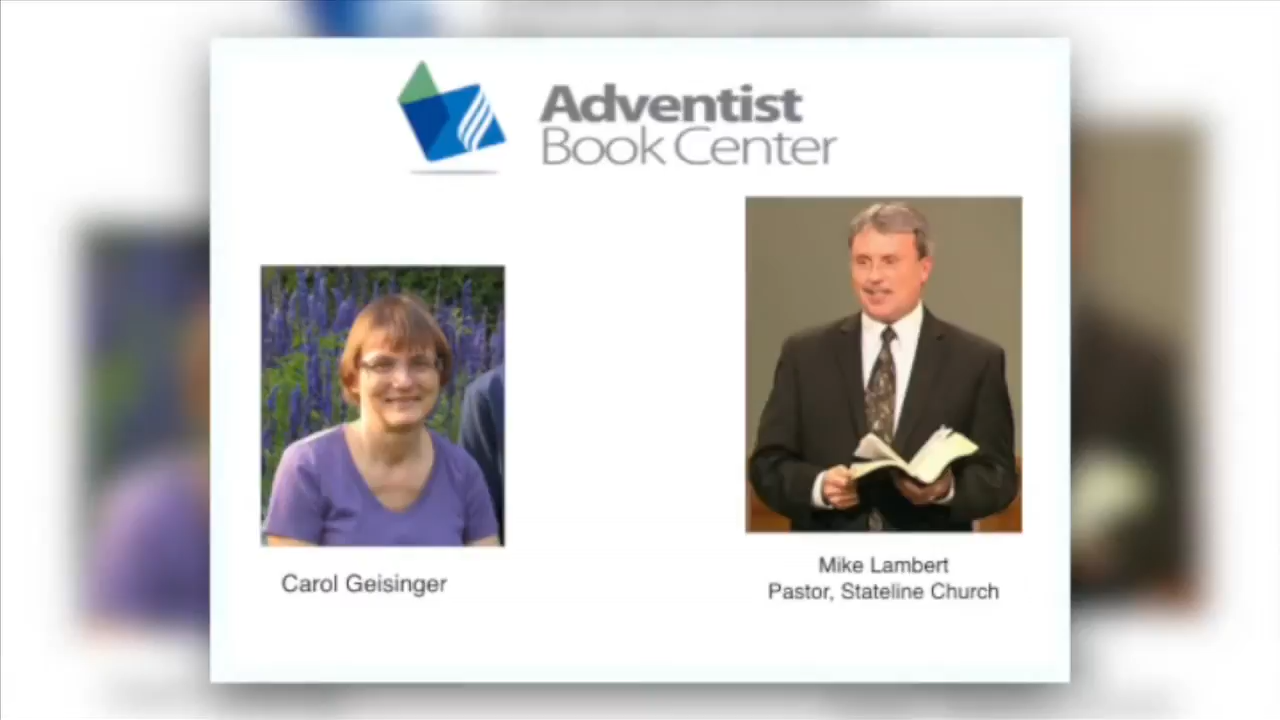 Adventist
Book Center
Carol Geisinger
Mike Lambert
Pastor, Stateline Church